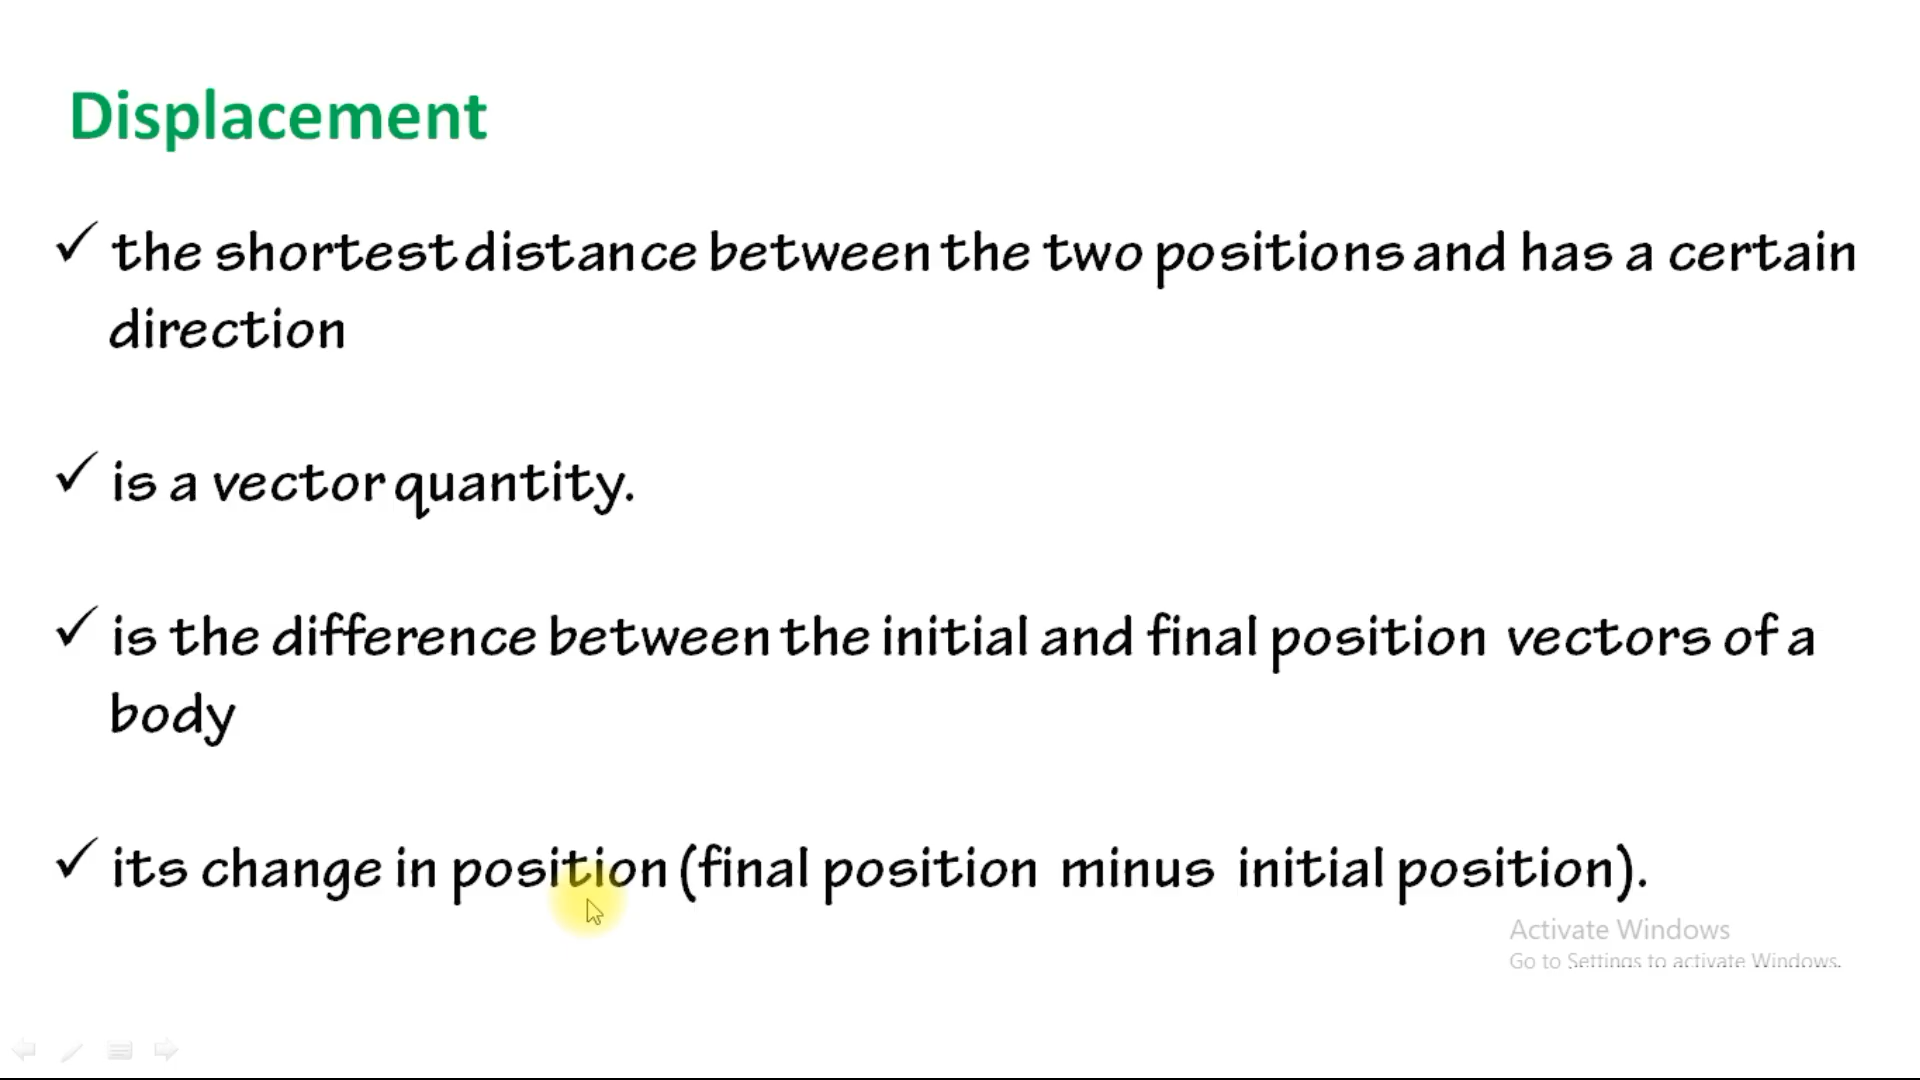 Displacement
✓ the shortest distance between the two positions and has a certain
direction
✓ is a vector quantity.
✓ is the difference between the initial and final position vectors of a
body
✓ its change in position (final position minus initial position).
Activate Windows
Go to Settings to activate Windows.